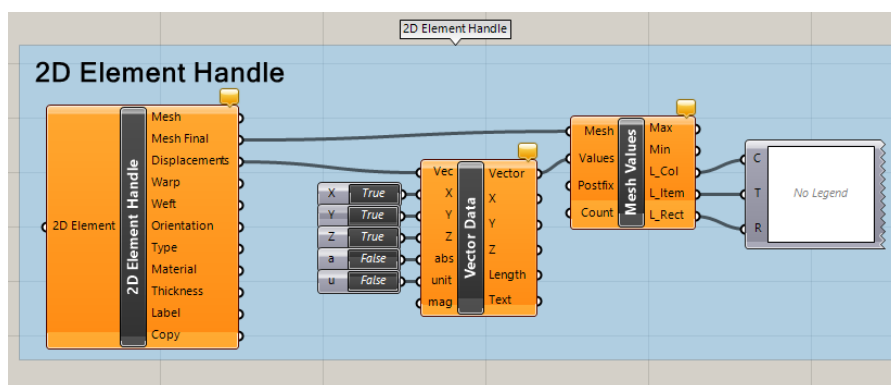 2D Element Handle
2D Element Handle
2D Element
2D Element Handle
Mesh
Mesh Final
Displacements
Warp
Weft
Orientation
Type
Material
Thickness
Label
Copy
X True
Y True
Z True
a False
u False
Vec
X
Y
Z
abs
unit
mag
Vector Data
Vector
X
Y
Z
Length
Text
Mesh
Values
Postfix
Count
Mesh Values
Max
Min
L_Col
L_Item
L_Rect
C
T
R
No Legend